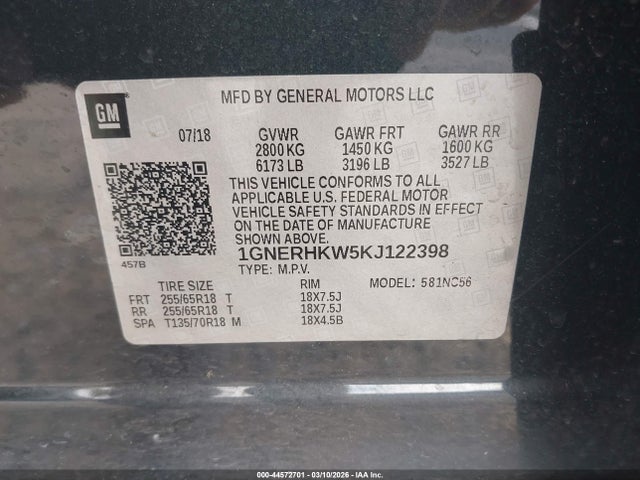 GM
MFD BY GENERAL MOTORS LLC
07/18 GVWR GAWR FRT GAWR RR
2800 KG 1450 KG 1600 KG
6173 LB 3196 LB 3527 LB
THIS VEHICLE CONFORMS TO ALL
APPLICABLE U.S. FEDERAL MOTOR
VEHICLE SAFETY STANDARDS IN EFFECT
ON THE DATE OF MANUFACTURE
SHOWN ABOVE.
1GNERHKW5KJ122398
457B
TYPE: M.P.V. MODEL: 581NC56
TIRE SIZE RIM
FRT 255/65R18 T 18X7.5J
RR 255/65R18 T 18X7.5J
SPA T135/70R18 M 18X4.5B
000-44572701 — 03/10/2026 — IAA Inc.